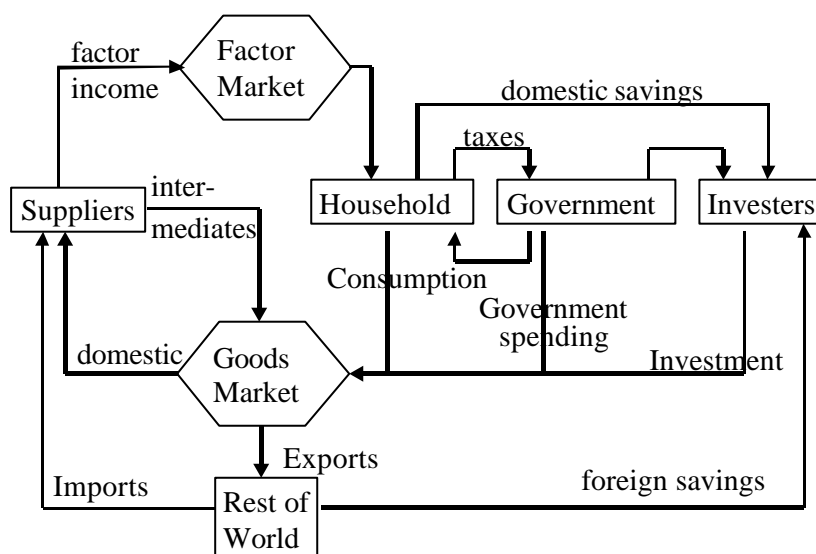 factor
income
Factor
Market
domestic savings
taxes
inter-
mediates
Suppliers
Household
Government
Investers
Consumption
Government
spending
domestic
Goods
Market
Investment
Exports
Imports
Rest of
World
foreign savings